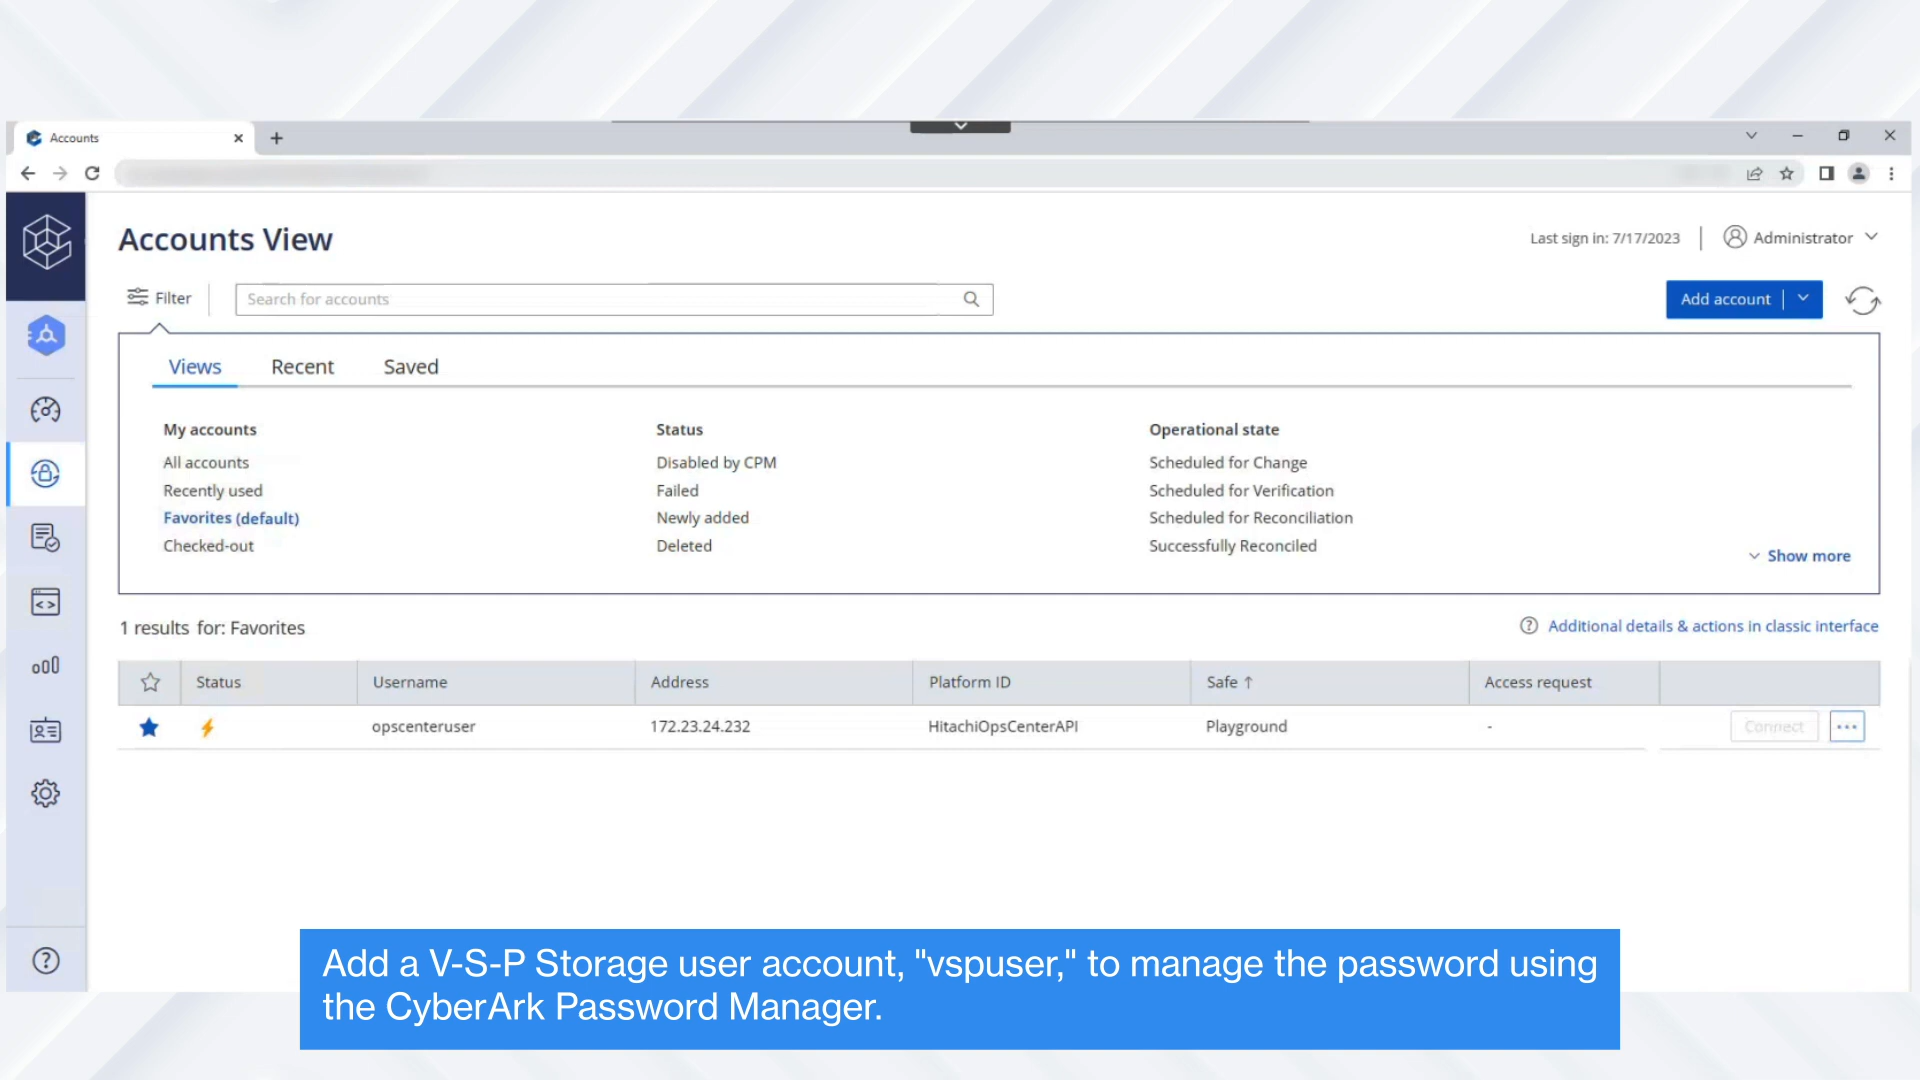 Accounts
Accounts View
Last sign in: 7/17/2023
Administrator
Filter
Search for accounts
Add account
Views Recent Saved
My accounts Status Operational state
All accounts Disabled by CPM Scheduled for Change
Recently used Failed Scheduled for Verification
Favorites (default) Newly added Scheduled for Reconciliation
Checked-out Deleted Successfully Reconciled
Show more
1 results for: Favorites
Additional details & actions in classic interface
Status Username Address Platform ID Safe ↑ Access request
opscenteruser 172.23.24.232 HitachiOpsCenterAPI Playground - Connect
Add a V-S-P Storage user account, "vspuser," to manage the password using
the CyberArk Password Manager.